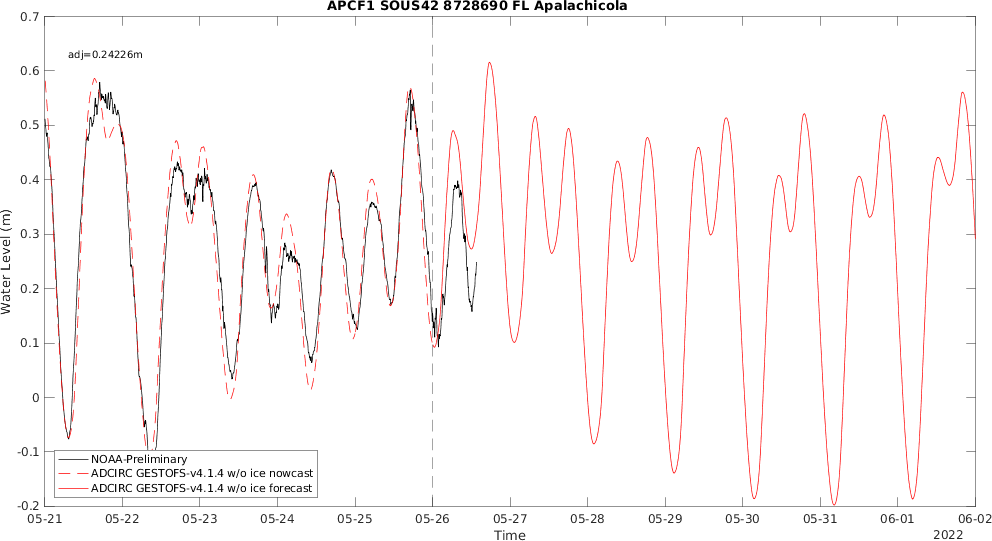 APCF1 SOUS42 8728690 FL Apalachicola
0.7
adj=0.24226m
0.6
0.5
0.4
0.3
0.2
0.1
0
-0.1
-0.2
Water Level (m)
NOAA-Preliminary
ADCIRC GESTOFS-v4.1.4 w/o ice nowcast
ADCIRC GESTOFS-v4.1.4 w/o ice forecast
05-21 05-22 05-23 05-24 05-25 05-26 05-27 05-28 05-29 05-30 05-31 06-01 06-02
Time
2022